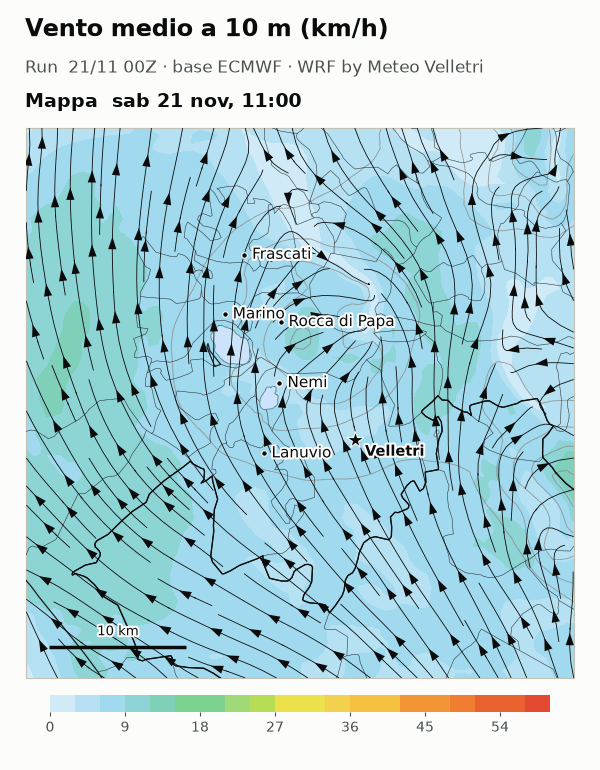 Vento medio a 10 m (km/h)
Run 21/11 00Z · base ECMWF · WRF by Meteo Velletri
Mappa sab 21 nov, 11:00
Frascati
Marino
Rocca di Papa
Nemi
Velletri
Lanuvio
10 km
0 9 18 27 36 45 54